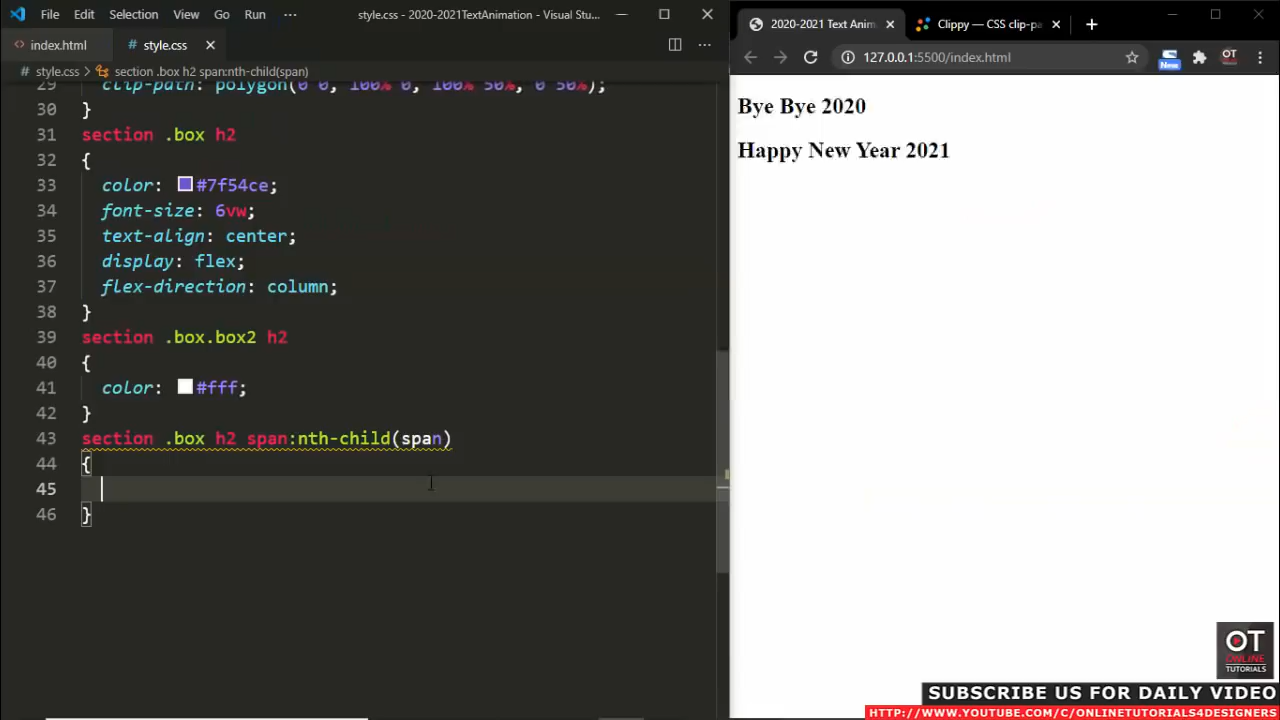 File Edit Selection View Go Run ··· style.css - 2020-2021TextAnimation - Visual Stu...
index.html style.css
style.css > section .box h2 span:nth-child(span)
29 clip-path: polygon(0 0, 100% 0, 100% 50%, 0 50%);
30 }
31 section .box h2
32 {
33 color: #7f54ce;
34 font-size: 6vw;
35 text-align: center;
36 display: flex;
37 flex-direction: column;
38 }
39 section .box.box2 h2
40 {
41 color: #fff;
42 }
43 section .box h2 span:nth-child(span)
44 {
45
46 }
2020-2021 Text Anim
Clippy — CSS clip-pa
127.0.0.1:5500/index.html
New
OT
Bye Bye 2020
Happy New Year 2021
OT
ONLINE
TUTORIALS
SUBSCRIBE US FOR DAILY VIDEO
HTTP://WWW.YOUTUBE.COM/C/ONLINETUTORIALS4DESIGNERS